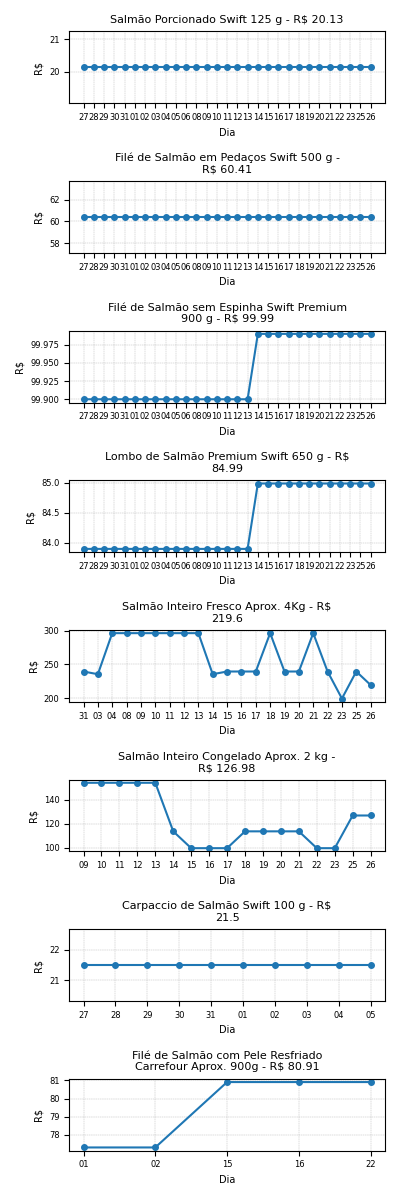 Salmão Porcionado Swift 125 g - R$ 20.13
21
20
R$
27 28 29 30 31 01 02 03 04 05 06 08 09 10 11 12 13 14 15 16 17 18 19 20 21 22 23 25 26
Dia
Filé de Salmão em Pedaços Swift 500 g -
R$ 60.41
62
60
58
R$
27 28 29 30 31 01 02 03 04 05 06 08 09 10 11 12 13 14 15 16 17 18 19 20 21 22 23 25 26
Dia
Filé de Salmão sem Espinha Swift Premium
900 g - R$ 99.99
99.975
99.950
99.925
99.900
R$
27 28 29 30 31 01 02 03 04 05 06 08 09 10 11 12 13 14 15 16 17 18 19 20 21 22 23 25 26
Dia
Lombo de Salmão Premium Swift 650 g - R$
84.99
85.0
84.5
84.0
R$
27 28 29 30 31 01 02 03 04 05 06 08 09 10 11 12 13 14 15 16 17 18 19 20 21 22 23 25 26
Dia
Salmão Inteiro Fresco Aprox. 4Kg - R$
219.6
300
250
200
R$
31 03 04 08 09 10 11 12 13 14 15 16 17 18 19 20 21 22 23 25 26
Dia
Salmão Inteiro Congelado Aprox. 2 kg -
R$ 126.98
140
120
100
R$
09 10 11 12 13 14 15 16 17 18 19 20 21 22 23 25 26
Dia
Carpaccio de Salmão Swift 100 g - R$
21.5
22
21
R$
27 28 29 30 31 01 02 03 04 05
Dia
Filé de Salmão com Pele Resfriado
Carrefour Aprox. 900g - R$ 80.91
81
80
79
78
R$
01 02 15 16 22
Dia